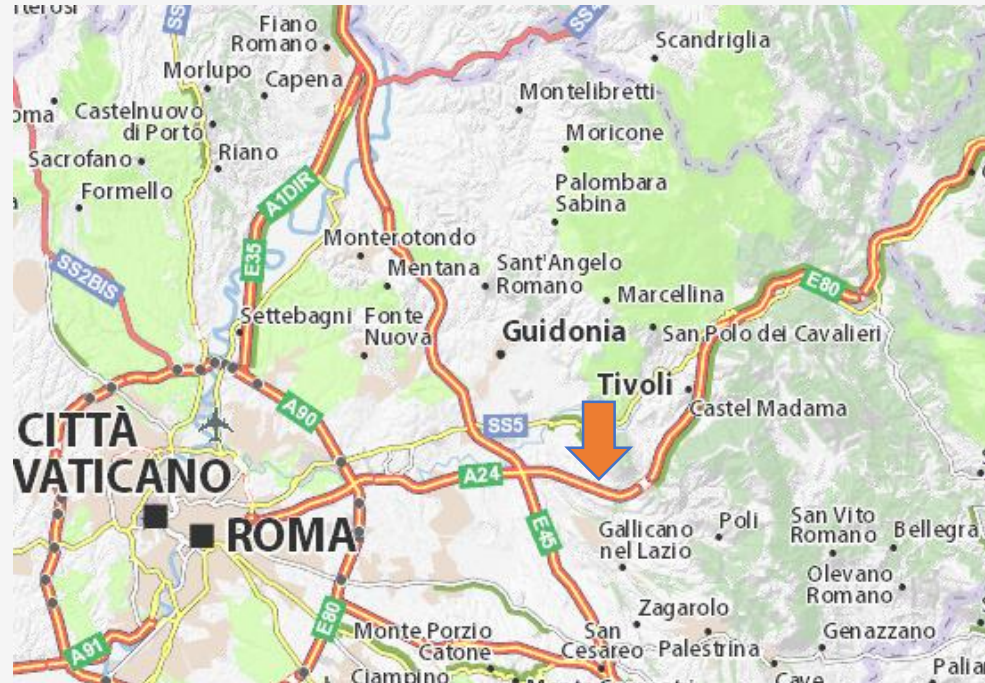 Fiano
Romano
Scandriglia
Morlupo
Capena
Montelibretti
Castelnuovo
di Porto
Moricone
Sacrofano
Riano
Formello
Palombara
Sabina
A1DIR
Monterotondo
SS2BIS
E35
Mentana
Sant'Angelo
Romano
Marcellina
E80
Settebagni
Fonte
Nuova
Guidonia
San Polo dei Cavalieri
Tivoli
A90
Castel Madama
CITTÀ
VATICANO
SS5
A24
ROMA
E45
Gallicano
nel Lazio
Poli
San Vito
Romano
Bellegra
Olevano
Romano
E80
Zagarolo
Genazzano
A91
Monte Porzio
Catone
San
Cesareo
Palestrina
Ciampino
Cave